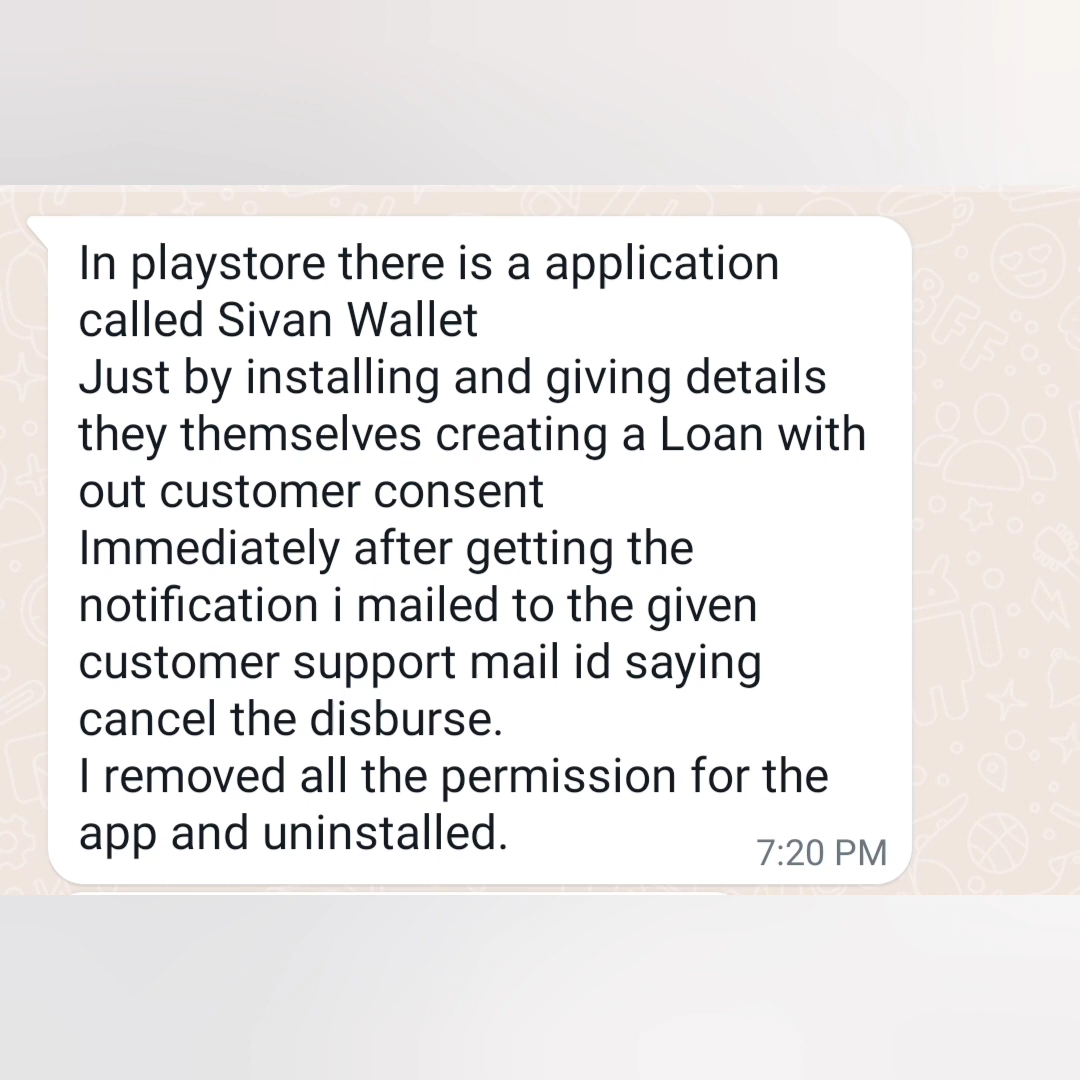 In playstore there is a application
called Sivan Wallet
Just by installing and giving details
they themselves creating a Loan with
out customer consent
Immediately after getting the
notification i mailed to the given
customer support mail id saying
cancel the disburse.
I removed all the permission for the
app and uninstalled.
7:20 PM